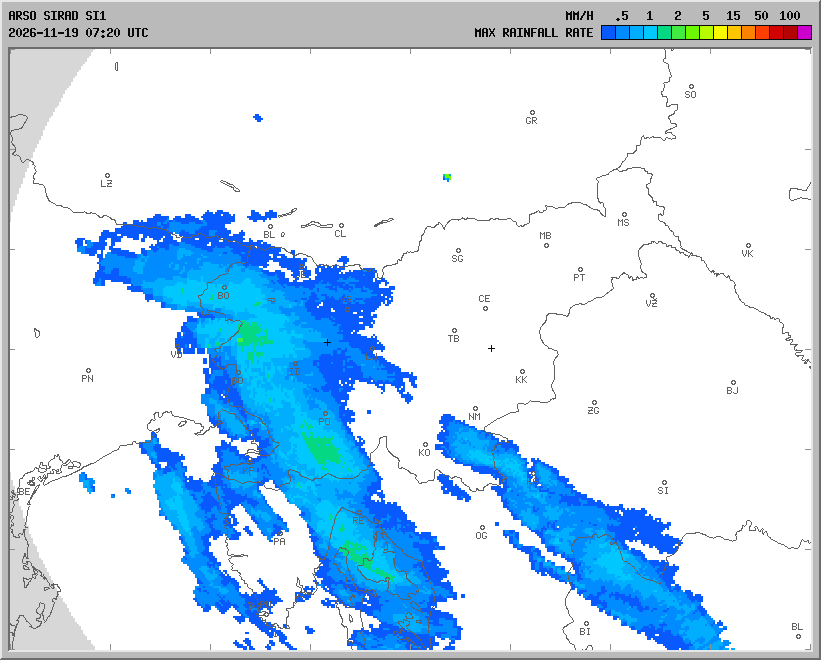 ARSO SIRAD SI1
MM/H .5 1 2 5 15 50 100
2026-11-19 07:20 UTC
MAX RAINFALL RATE
SO
GR
LZ
MS
BL
CL
MB
VK
SG
PT
BO
CE
VZ
TB
VD
PN
KK
BJ
ZG
NM
PO
KO
BE
SI
OG
PA
RE
BI
BL